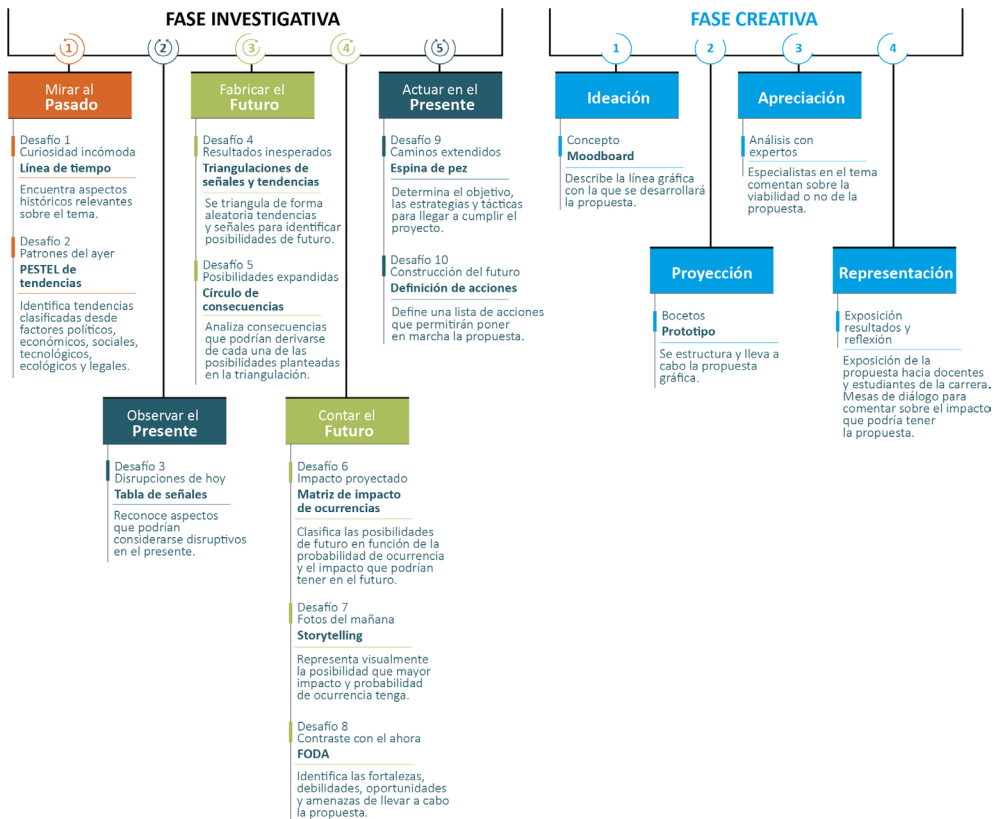 FASE INVESTIGATIVA
1
2
3
4
5
Mirar al
Pasado
Desafío 1
Curiosidad incómoda
Línea de tiempo
Encuentra aspectos
históricos relevantes
sobre el tema.
Desafío 2
Patrones del ayer
PESTEL de
tendencias
Identifica tendencias
clasificadas desde
factores políticos,
económicos, sociales,
tecnológicos,
ecológicos y legales.
Observar el
Presente
Desafío 3
Disrupciones de hoy
Tabla de señales
Reconoce aspectos
que podrían
considerarse disruptivos
en el presente.
Fabricar el
Futuro
Desafío 4
Resultados inesperados
Triangulaciones de
señales y tendencias
Se triangula de forma
aleatoria tendencias
y señales para identificar
posibilidades de futuro.
Desafío 5
Posibilidades expandidas
Círculo de
consecuencias
Analiza consecuencias
que podrían derivarse
de cada una de las
posibilidades planteadas
en la triangulación.
Contar el
Futuro
Desafío 6
Impacto proyectado
Matriz de impacto
de ocurrencias
Clasifica las posibilidades
de futuro en función de la
probabilidad de ocurrencia
y el impacto que podrían
tener en el futuro.
Desafío 7
Fotos del mañana
Storytelling
Representa visualmente
la posibilidad que mayor
impacto y probabilidad
de ocurrencia tenga.
Desafío 8
Contraste con el ahora
FODA
Identifica las fortalezas,
debilidades, oportunidades
y amenazas de llevar a cabo
la propuesta.
Actuar en el
Presente
Desafío 9
Caminos extendidos
Espina de pez
Determina el objetivo,
las estrategias y tácticas
para llegar a cumplir el
proyecto.
Desafío 10
Construcción del futuro
Definición de acciones
Define una lista de acciones
que permitirán poner
en marcha la propuesta.
FASE CREATIVA
1
2
3
4
Ideación
Concepto
Moodboard
Describe la línea gráfica
con la que se desarrollará
la propuesta.
Proyección
Bocetos
Prototipo
Se estructura y lleva a
cabo la propuesta
gráfica.
Apreciación
Análisis con
expertos
Especialistas en el tema
comentan sobre la
viabilidad o no de la
propuesta.
Representación
Exposición
resultados y
reflexión
Exposición de la
propuesta hacia docentes
y estudiantes de la carrera.
Mesas de diálogo para
comentar sobre el impacto
que podría tener
la propuesta.